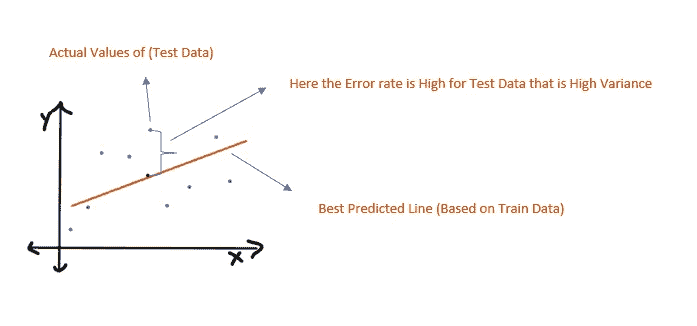 Actual Values of (Test Data)
Here the Error rate is High for Test Data that is High Variance
Y
Best Predicted Line (Based on Train Data)
X